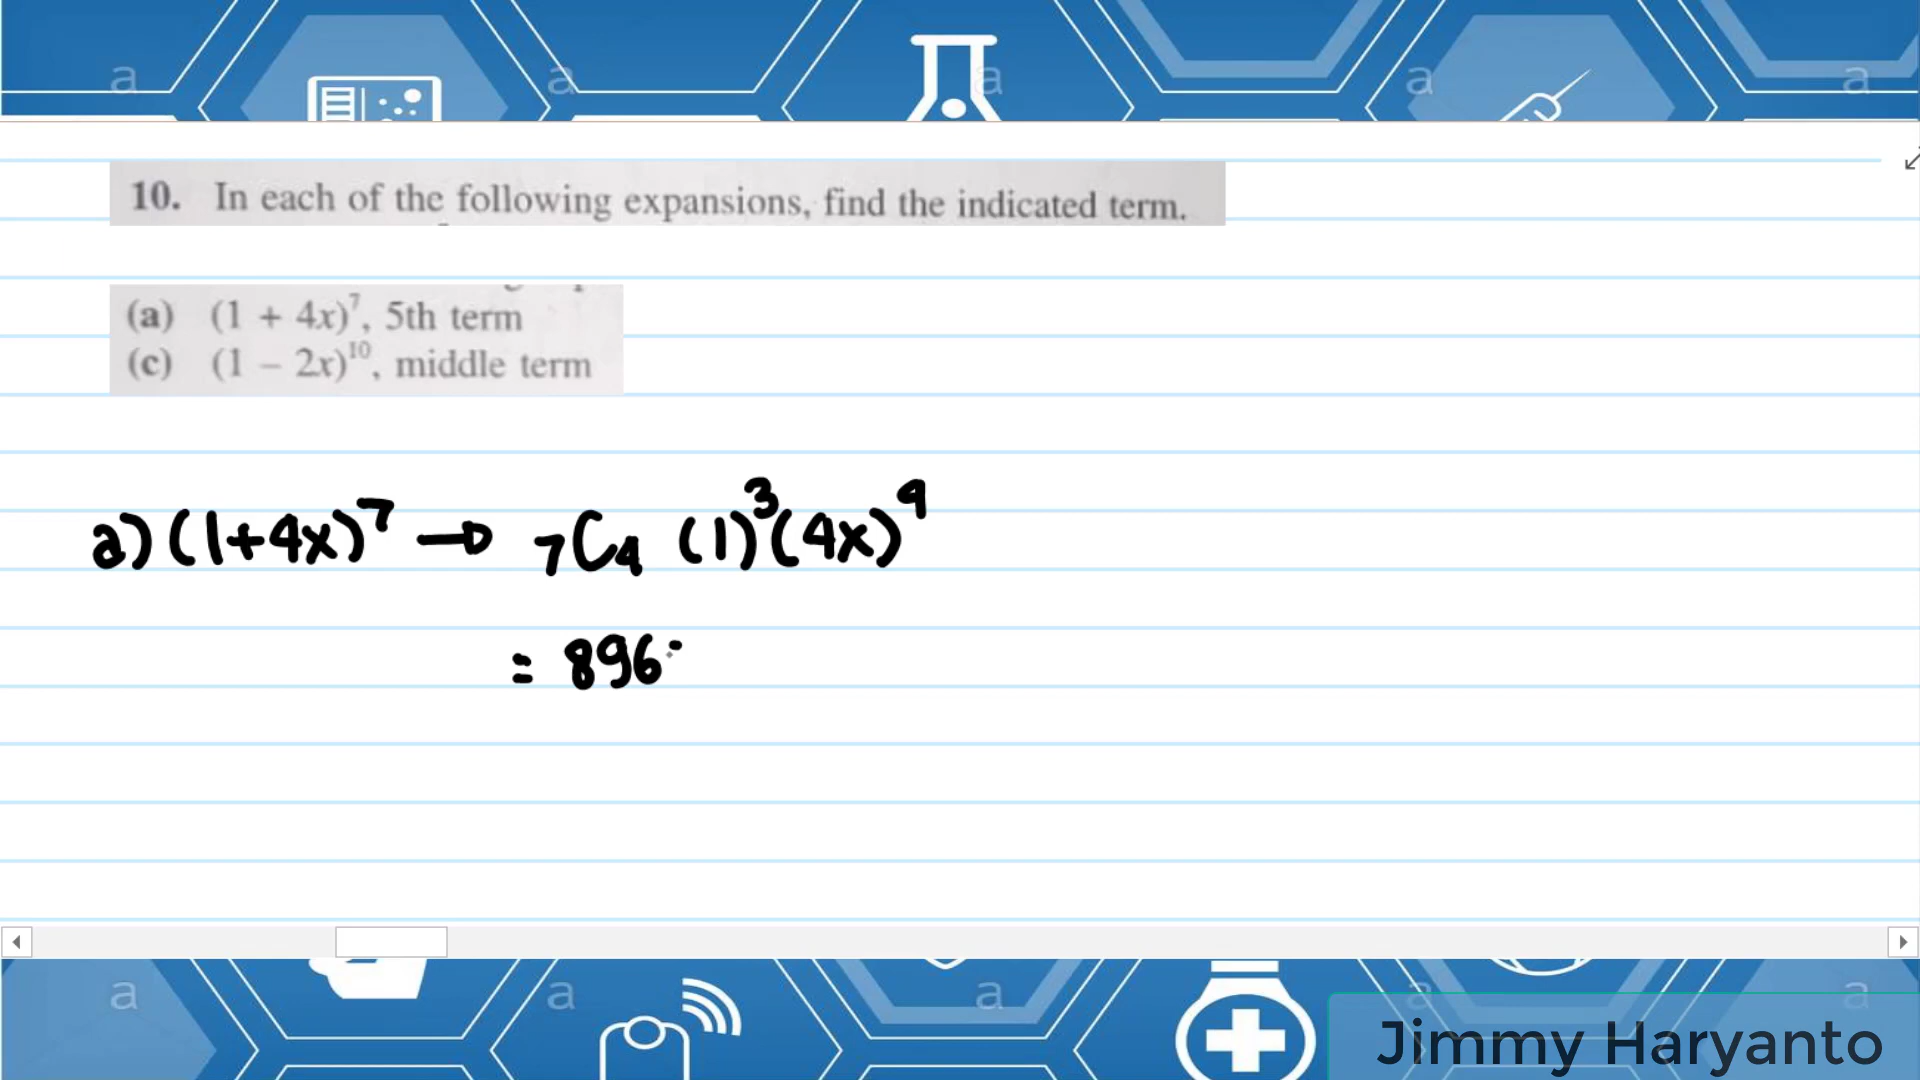 a a a a a
10. In each of the following expansions, find the indicated term.
(a) (1 + 4x)⁷, 5th term
(c) (1 – 2x)¹⁰, middle term
a) (1+4x)⁷ → ₇C₄ (1)³(4x)⁴
= 896
a a a a a
Jimmy Haryanto